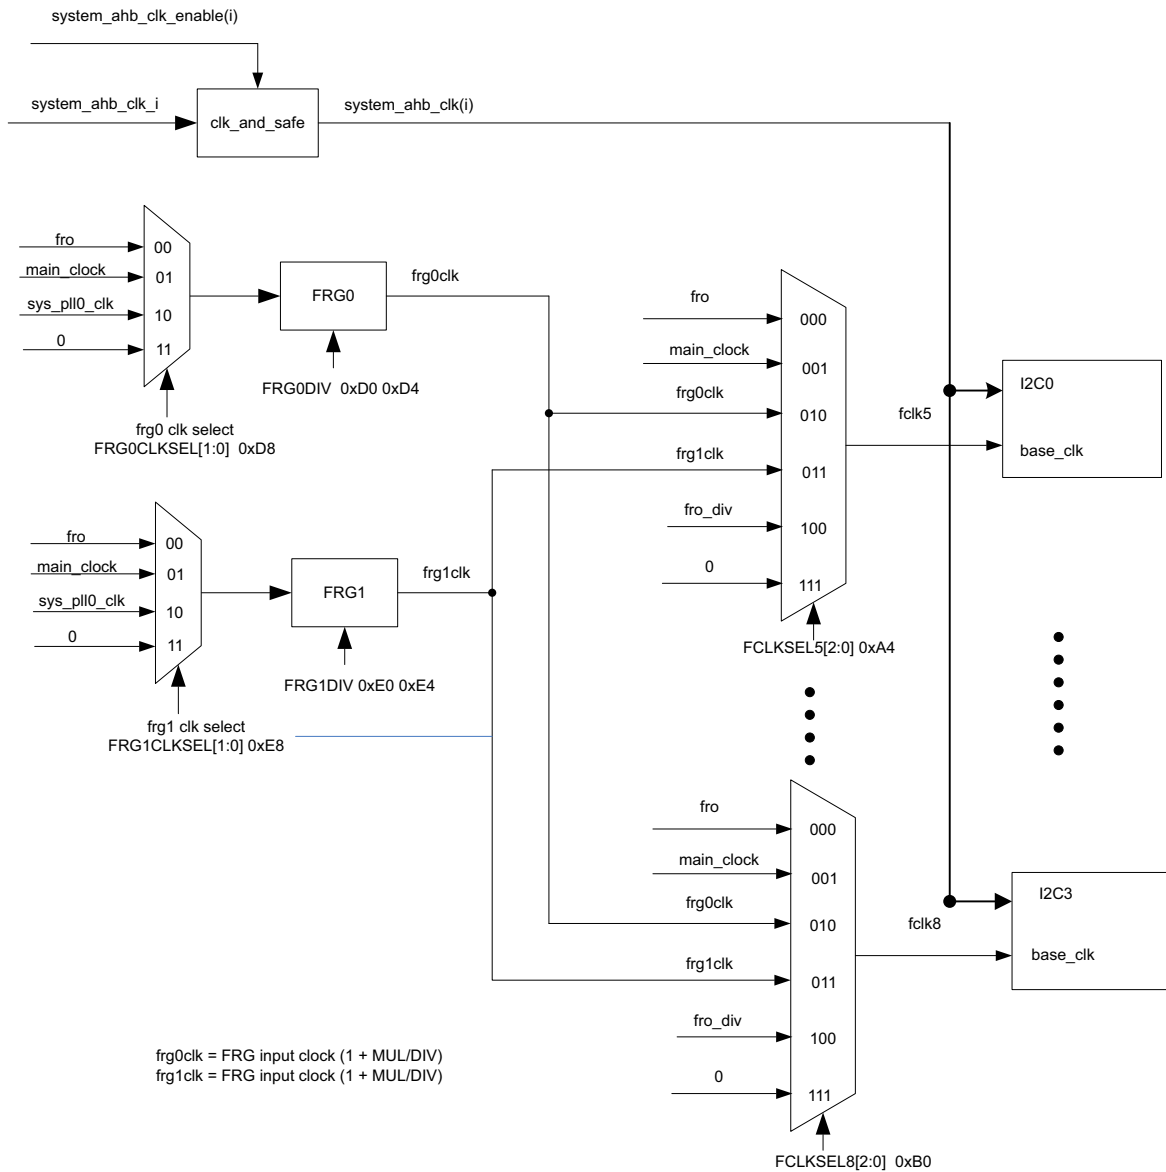 system_ahb_clk_enable(i)
system_ahb_clk_i
clk_and_safe
system_ahb_clk(i)
fro
00
main_clock
01
sys_pll0_clk
10
0
11
FRG0
frg0clk
FRG0DIV 0xD0 0xD4
frg0 clk select
FRG0CLKSEL[1:0] 0xD8
fro
00
main_clock
01
sys_pll0_clk
10
0
11
FRG1
frg1clk
FRG1DIV 0xE0 0xE4
frg1 clk select
FRG1CLKSEL[1:0] 0xE8
fro
000
main_clock
001
frg0clk
010
frg1clk
011
fro_div
100
0
111
FCLKSEL5[2:0] 0xA4
fclk5
I2C0
base_clk
fro
000
main_clock
001
frg0clk
010
frg1clk
011
fro_div
100
0
111
FCLKSEL8[2:0] 0xB0
fclk8
I2C3
base_clk
frg0clk = FRG input clock (1 + MUL/DIV)
frg1clk = FRG input clock (1 + MUL/DIV)